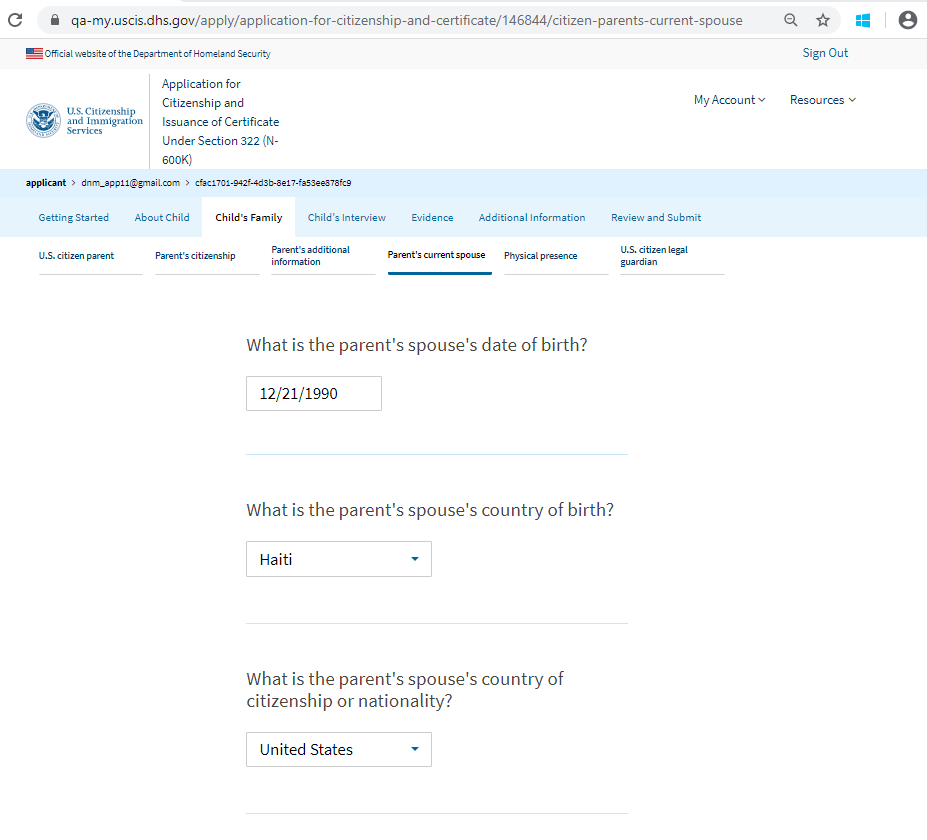 qa-my.uscis.dhs.gov/apply/application-for-citizenship-and-certificate/146844/citizen-parents-current-spouse
Official website of the Department of Homeland Security
Sign Out
U.S. Citizenship
and Immigration
Services
Application for
Citizenship and
Issuance of Certificate
Under Section 322 (N-
600K)
My Account
Resources
applicant > dnm_app11@gmail.com > cfac1701-942f-4d3b-8e17-fa53ee878fc9
Getting Started
About Child
Child's Family
Child's Interview
Evidence
Additional Information
Review and Submit
U.S. citizen parent
Parent's citizenship
Parent's additional
information
Parent's current spouse
Physical presence
U.S. citizen legal
guardian
What is the parent's spouse's date of birth?
12/21/1990
What is the parent's spouse's country of birth?
Haiti
What is the parent's spouse's country of
citizenship or nationality?
United States